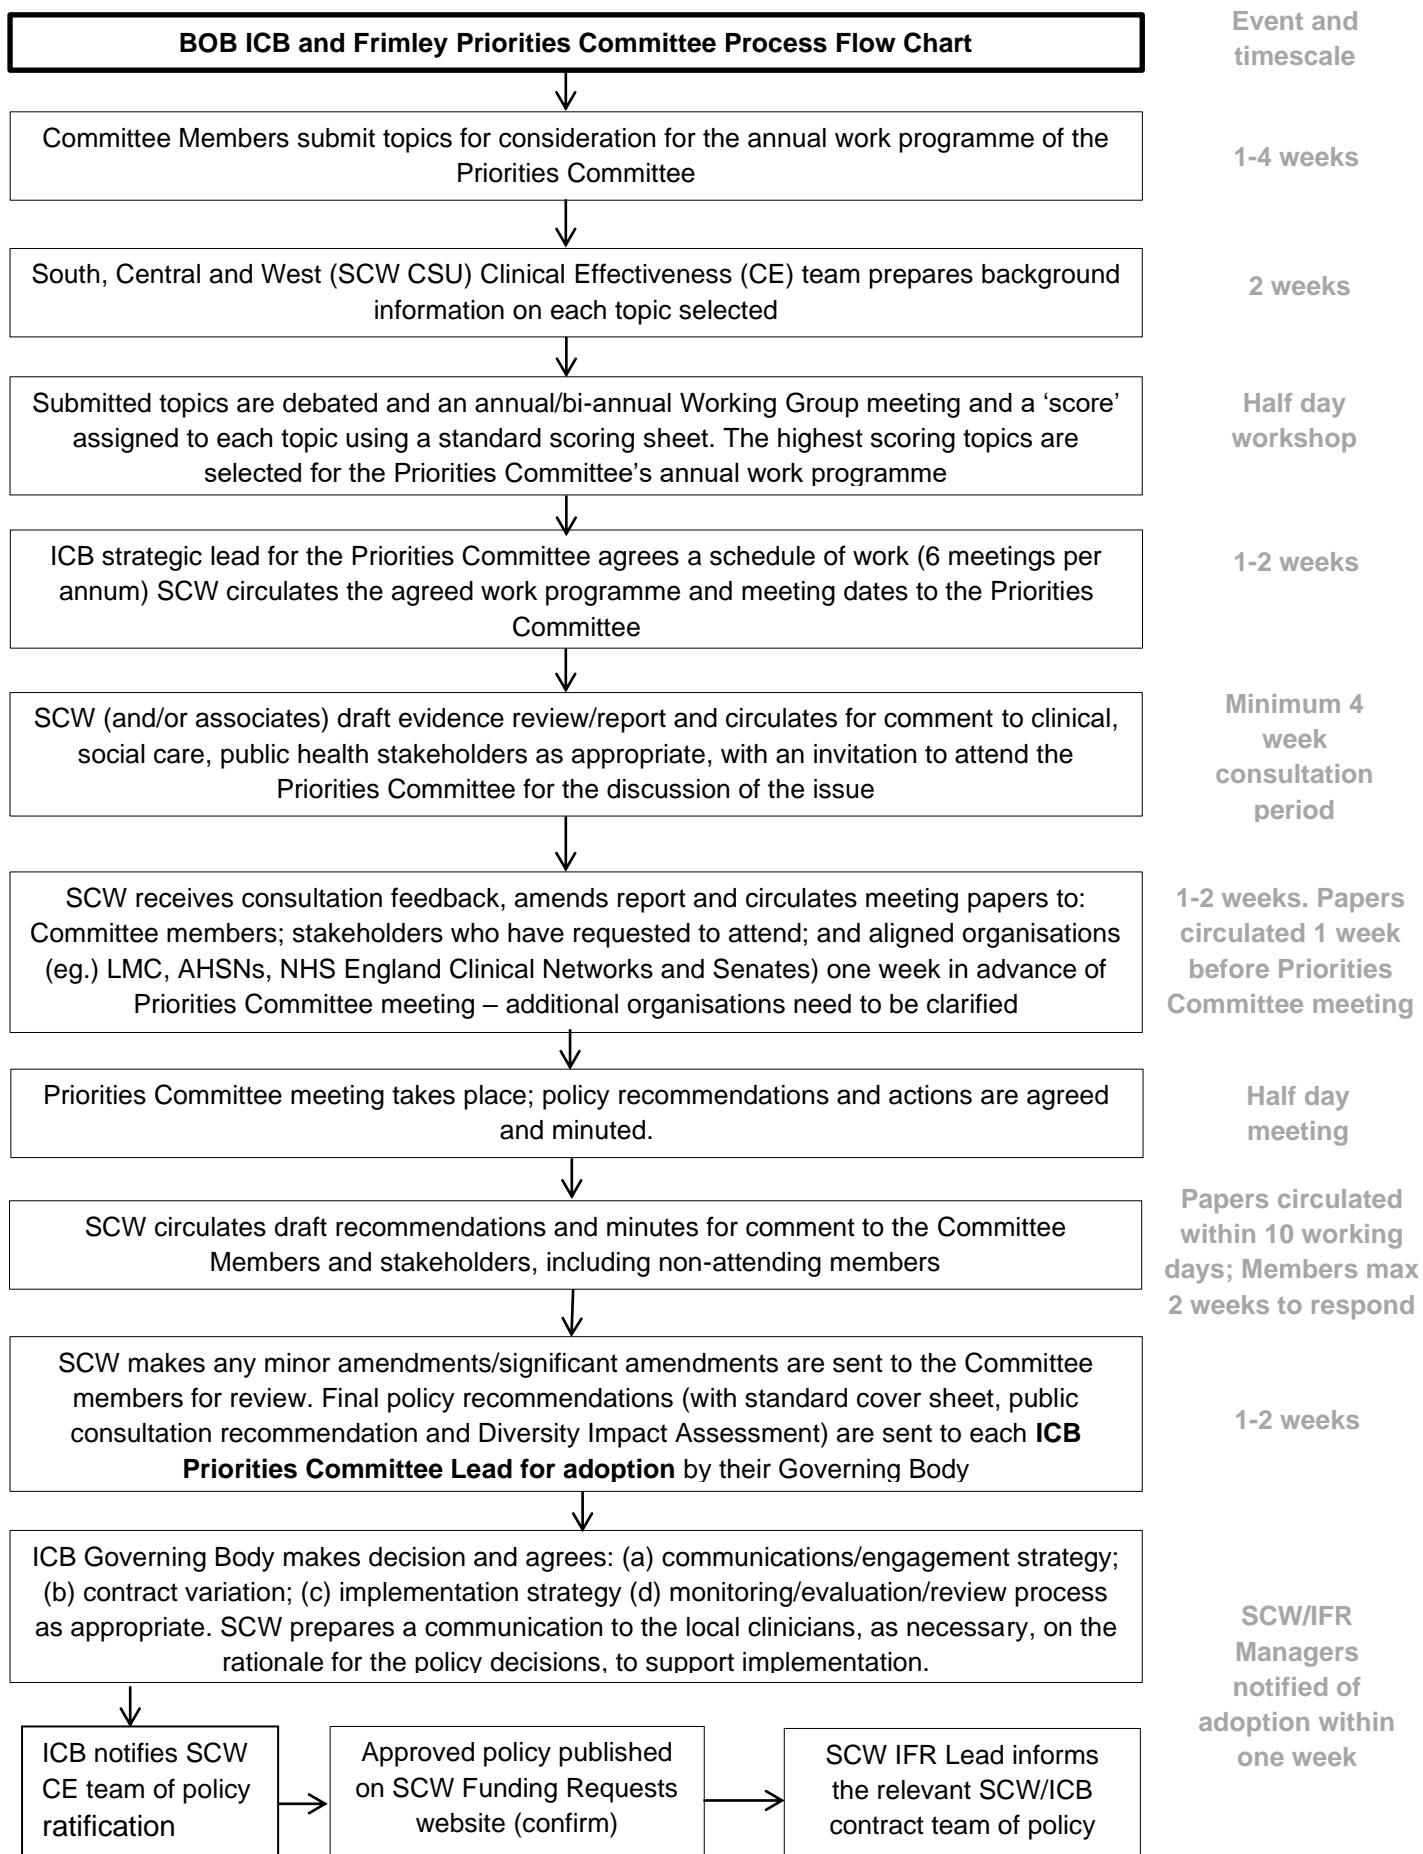 BOB ICB and Frimley Priorities Committee Process Flow Chart
Event and
timescale
Committee Members submit topics for consideration for the annual work programme of the
Priorities Committee
1-4 weeks
South, Central and West (SCW CSU) Clinical Effectiveness (CE) team prepares background
information on each topic selected
2 weeks
Submitted topics are debated and an annual/bi-annual Working Group meeting and a ‘score’
assigned to each topic using a standard scoring sheet. The highest scoring topics are
selected for the Priorities Committee’s annual work programme
Half day
workshop
ICB strategic lead for the Priorities Committee agrees a schedule of work (6 meetings per
annum) SCW circulates the agreed work programme and meeting dates to the Priorities
Committee
1-2 weeks
SCW (and/or associates) draft evidence review/report and circulates for comment to clinical,
social care, public health stakeholders as appropriate, with an invitation to attend the
Priorities Committee for the discussion of the issue
Minimum 4
week
consultation
period
SCW receives consultation feedback, amends report and circulates meeting papers to:
Committee members; stakeholders who have requested to attend; and aligned organisations
(eg.) LMC, AHSNs, NHS England Clinical Networks and Senates) one week in advance of
Priorities Committee meeting – additional organisations need to be clarified
1-2 weeks. Papers
circulated 1 week
before Priorities
Committee meeting
Priorities Committee meeting takes place; policy recommendations and actions are agreed
and minuted.
Half day
meeting
SCW circulates draft recommendations and minutes for comment to the Committee
Members and stakeholders, including non-attending members
Papers circulated
within 10 working
days; Members max
2 weeks to respond
SCW makes any minor amendments/significant amendments are sent to the Committee
members for review. Final policy recommendations (with standard cover sheet, public
consultation recommendation and Diversity Impact Assessment) are sent to each ICB
Priorities Committee Lead for adoption by their Governing Body
1-2 weeks
ICB Governing Body makes decision and agrees: (a) communications/engagement strategy;
(b) contract variation; (c) implementation strategy (d) monitoring/evaluation/review process
as appropriate. SCW prepares a communication to the local clinicians, as necessary, on the
rationale for the policy decisions, to support implementation.
SCW/IFR
Managers
notified of
adoption within
one week
ICB notifies SCW
CE team of policy
ratification
Approved policy published
on SCW Funding Requests
website (confirm)
SCW IFR Lead informs
the relevant SCW/ICB
contract team of policy